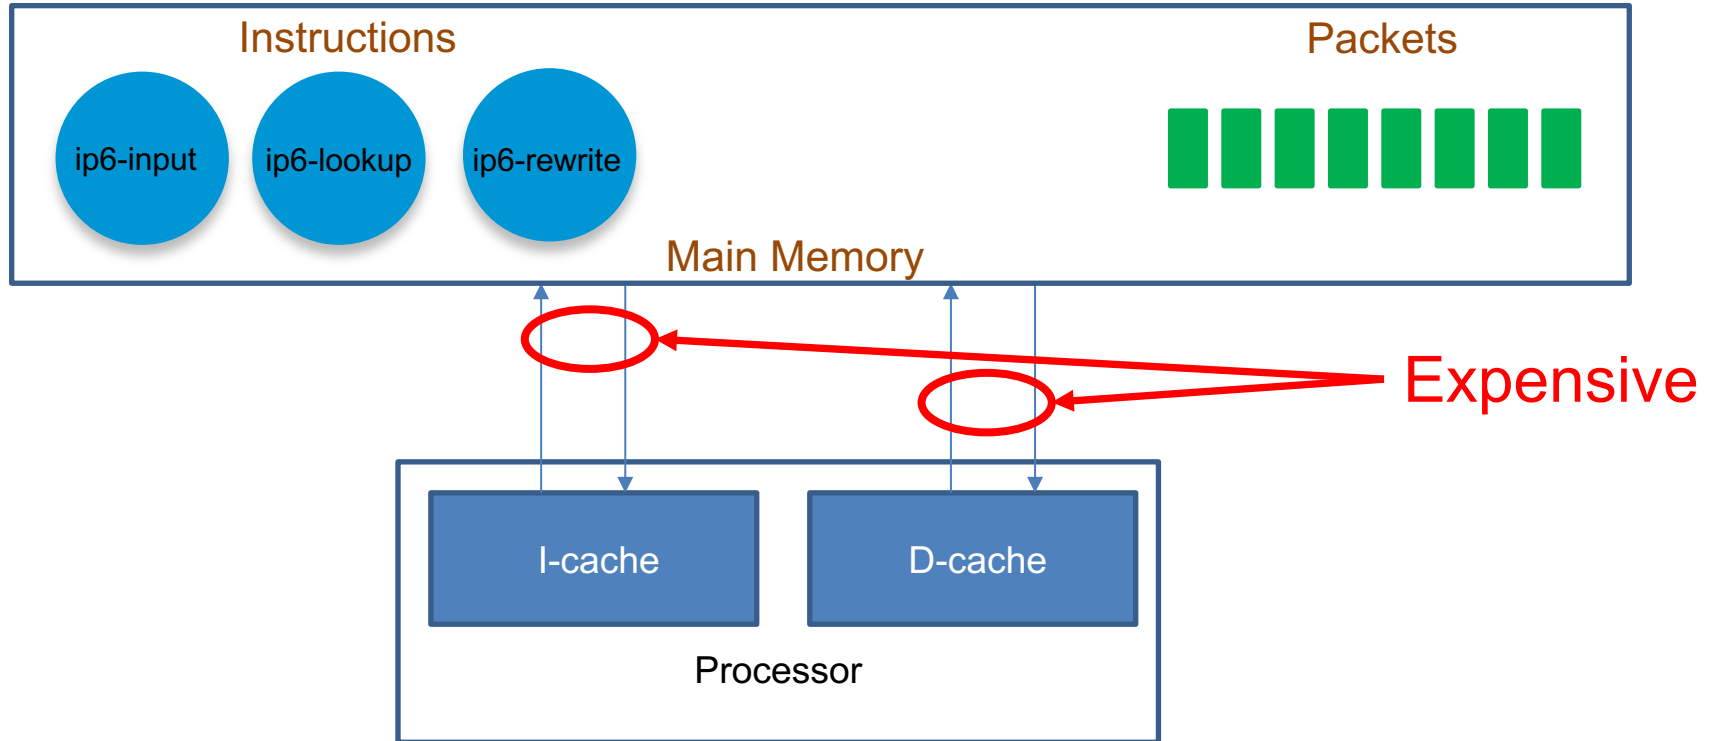 Instructions
Packets
ip6-input
ip6-lookup
ip6-rewrite
Main Memory
Expensive
I-cache
D-cache
Processor